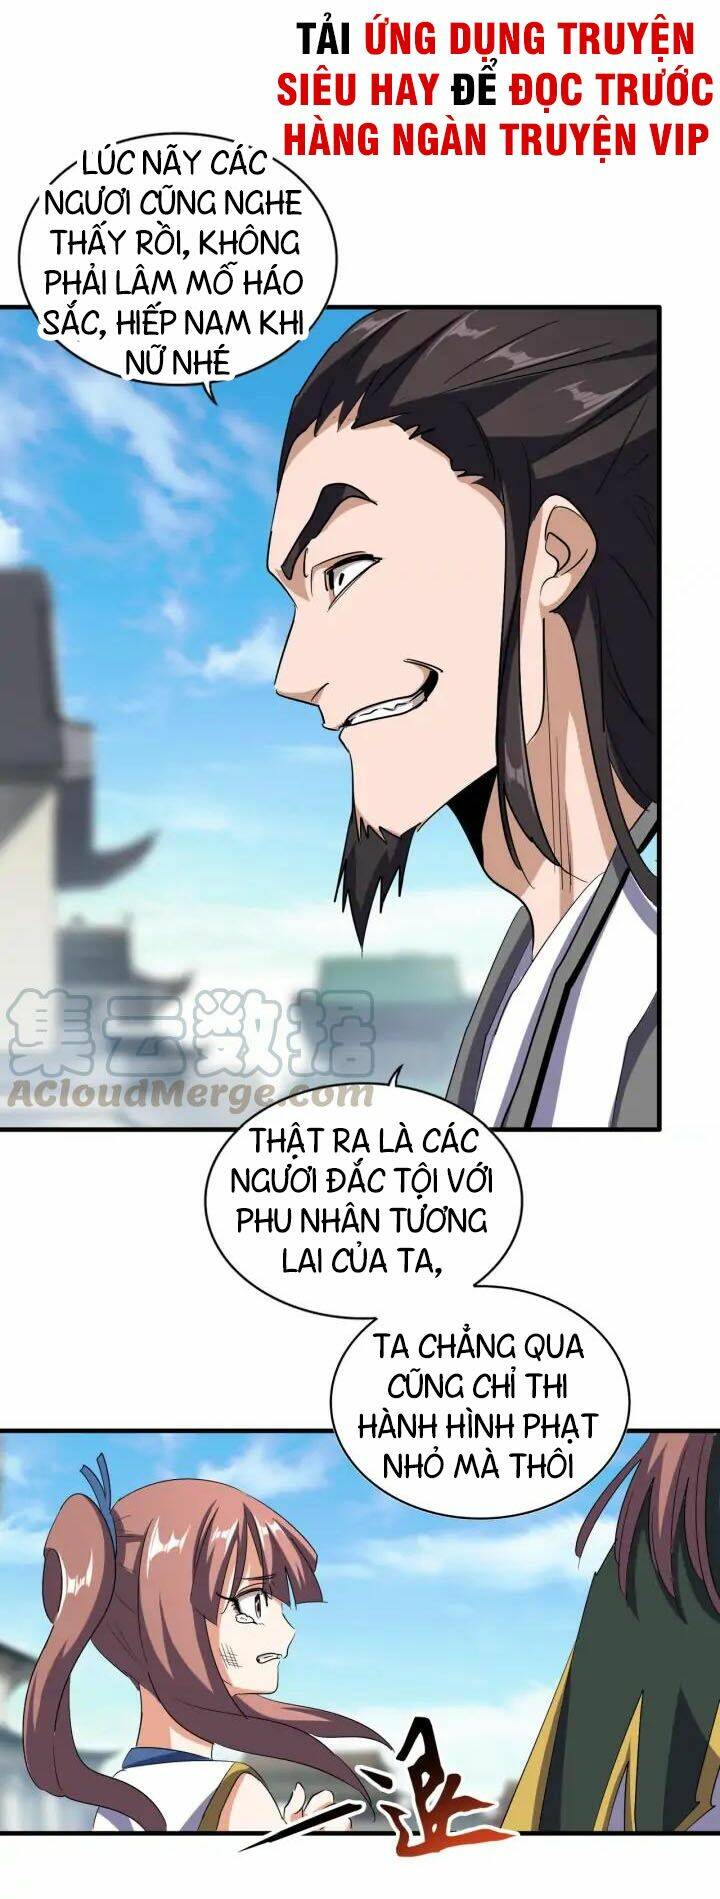 TẢI ỨNG DỤNG TRUYỆN
SIÊU HAY ĐỂ ĐỌC TRƯỚC
HÀNG NGÀN TRUYỆN VIP
LÚC NÃY CÁC
NGƯƠI CŨNG NGHE
THẤY RỒI, KHÔNG
PHẢI LÂM MỖ HÁO
SẮC, HIẾP NAM KHI
NỮ NHÉ
集云数据
ACloudMerge.com
THẬT RA LÀ CÁC
NGƯƠI ĐẮC TỘI VỚI
PHU NHÂN TƯƠNG
LAI CỦA TA,
TA CHẲNG QUA
CŨNG CHỈ THI
HÀNH HÌNH PHẠT
NHỎ MÀ THÔI
退